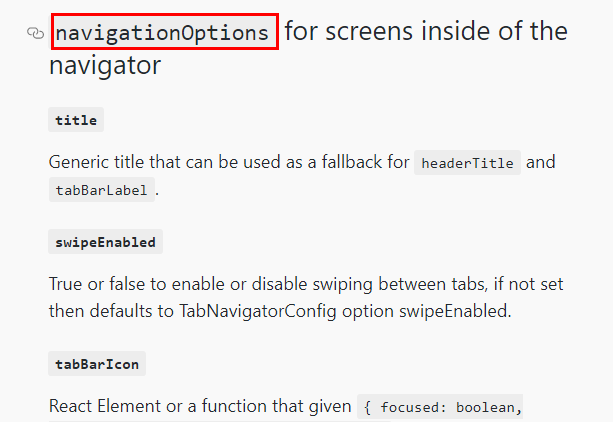 navigationOptions for screens inside of the
navigator
title
Generic title that can be used as a fallback for headerTitle and
tabBarLabel.
swipeEnabled
True or false to enable or disable swiping between tabs, if not set
then defaults to TabNavigatorConfig option swipeEnabled.
tabBarIcon
React Element or a function that given { focused: boolean,